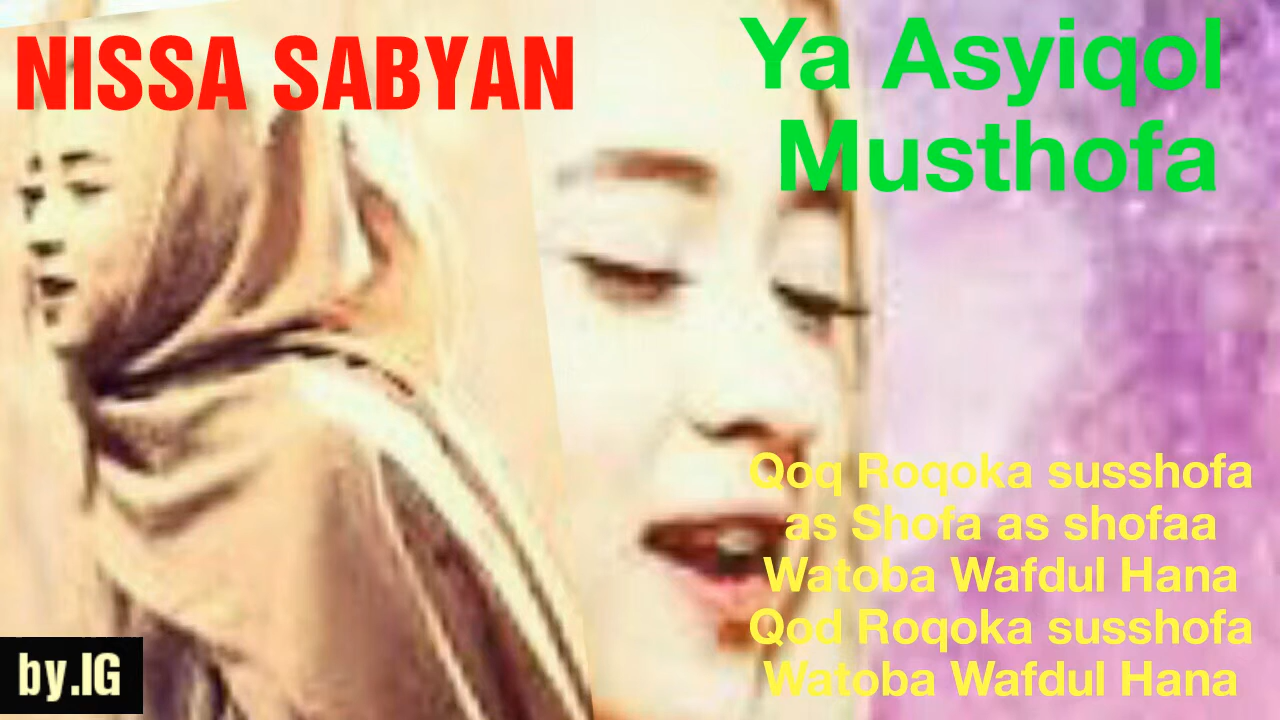 NISSA SABYAN
Ya Asyiqol
Musthofa
Qoq Roqoka susshofa
as Shofa as shofaa
Watoba Wafdul Hana
Qod Roqoka susshofa
Watoba Wafdul Hana
by.IG